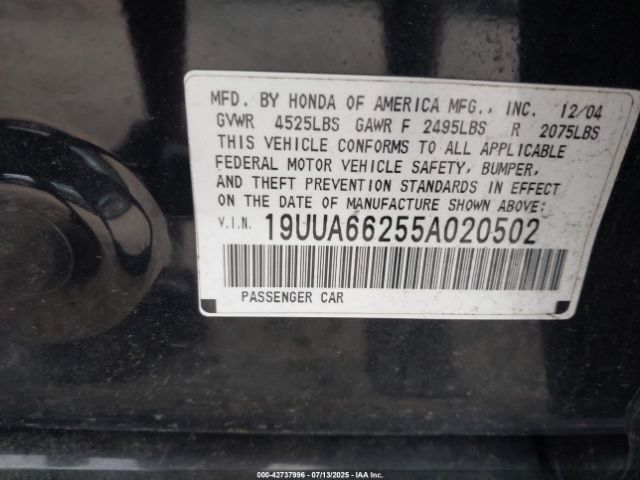 MFD. BY HONDA OF AMERICA MFG., INC. 12/04
GVWR 4525LBS GAWR F 2495LBS R 2075LBS
THIS VEHICLE CONFORMS TO ALL APPLICABLE
FEDERAL MOTOR VEHICLE SAFETY, BUMPER,
AND THEFT PREVENTION STANDARDS IN EFFECT
ON THE DATE OF MANUFACTURE SHOWN ABOVE:
V.I.N. 19UUA66255A020502
PASSENGER CAR
000-42737996 - 07/13/2025 - IAA Inc.